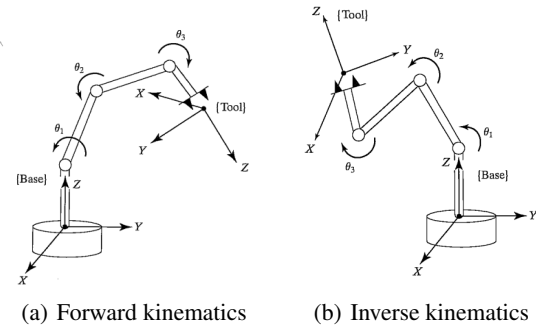 θ₃
θ₂
X
{Tool}
θ₁
Y
{Base}
Z
Z
Y
X
(a) Forward kinematics
Z
{Tool}
Y
θ₂
X
θ₁
θ₃
Z
{Base}
Y
X
(b) Inverse kinematics